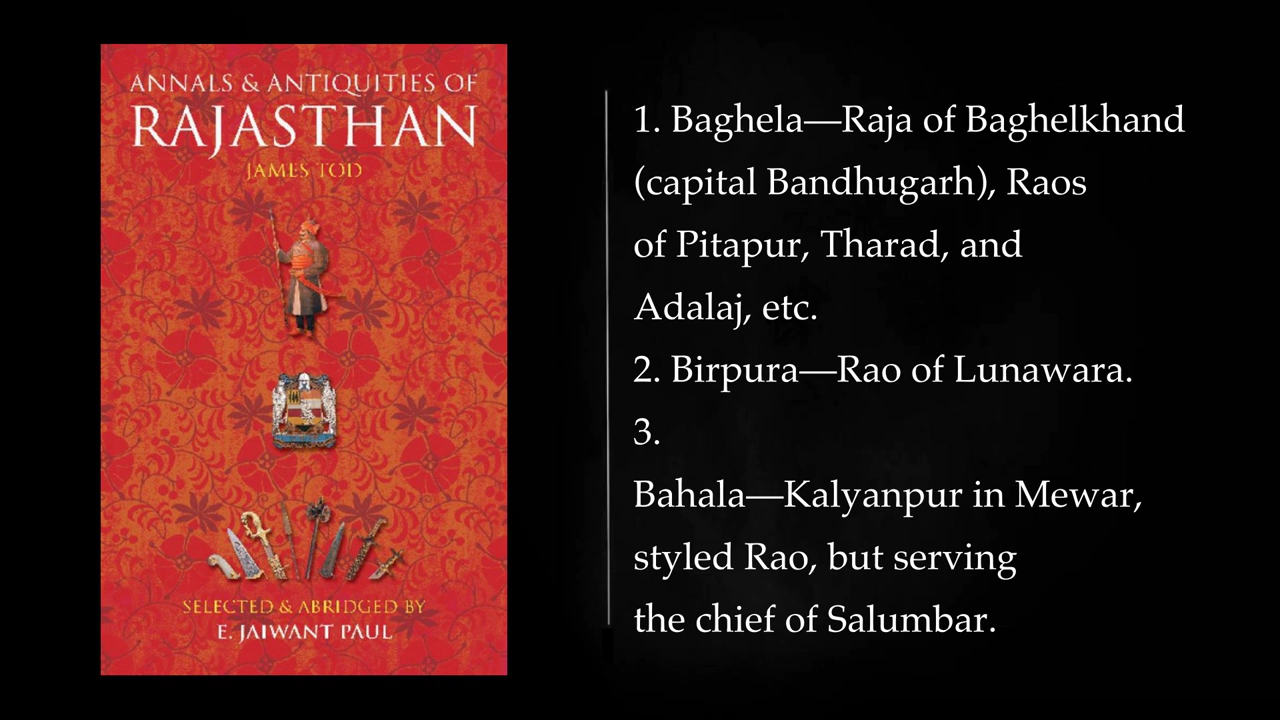 ANNALS & ANTIQUITIES OF
RAJASTHAN
JAMES TOD
SELECTED & ABRIDGED BY
E. JAIWANT PAUL
1. Baghela—Raja of Baghelkhand
(capital Bandhugarh), Raos
of Pitapur, Tharad, and
Adalaj, etc.
2. Birpura—Rao of Lunawara.
3.
Bahala—Kalyanpur in Mewar,
styled Rao, but serving
the chief of Salumbar.